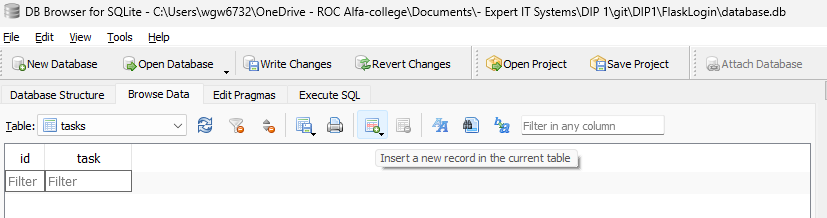 DB Browser for SQLite - C:\Users\wgw6732\OneDrive - ROC Alfa-college\Documents\- Expert IT Systems\DIP 1\git\DIP1\FlaskLogin\database.db
File Edit View Tools Help
New Database Open Database Write Changes Revert Changes Open Project Save Project Attach Database
Database Structure Browse Data Edit Pragmas Execute SQL
Table: tasks Filter in any column
Insert a new record in the current table
id task
Filter Filter